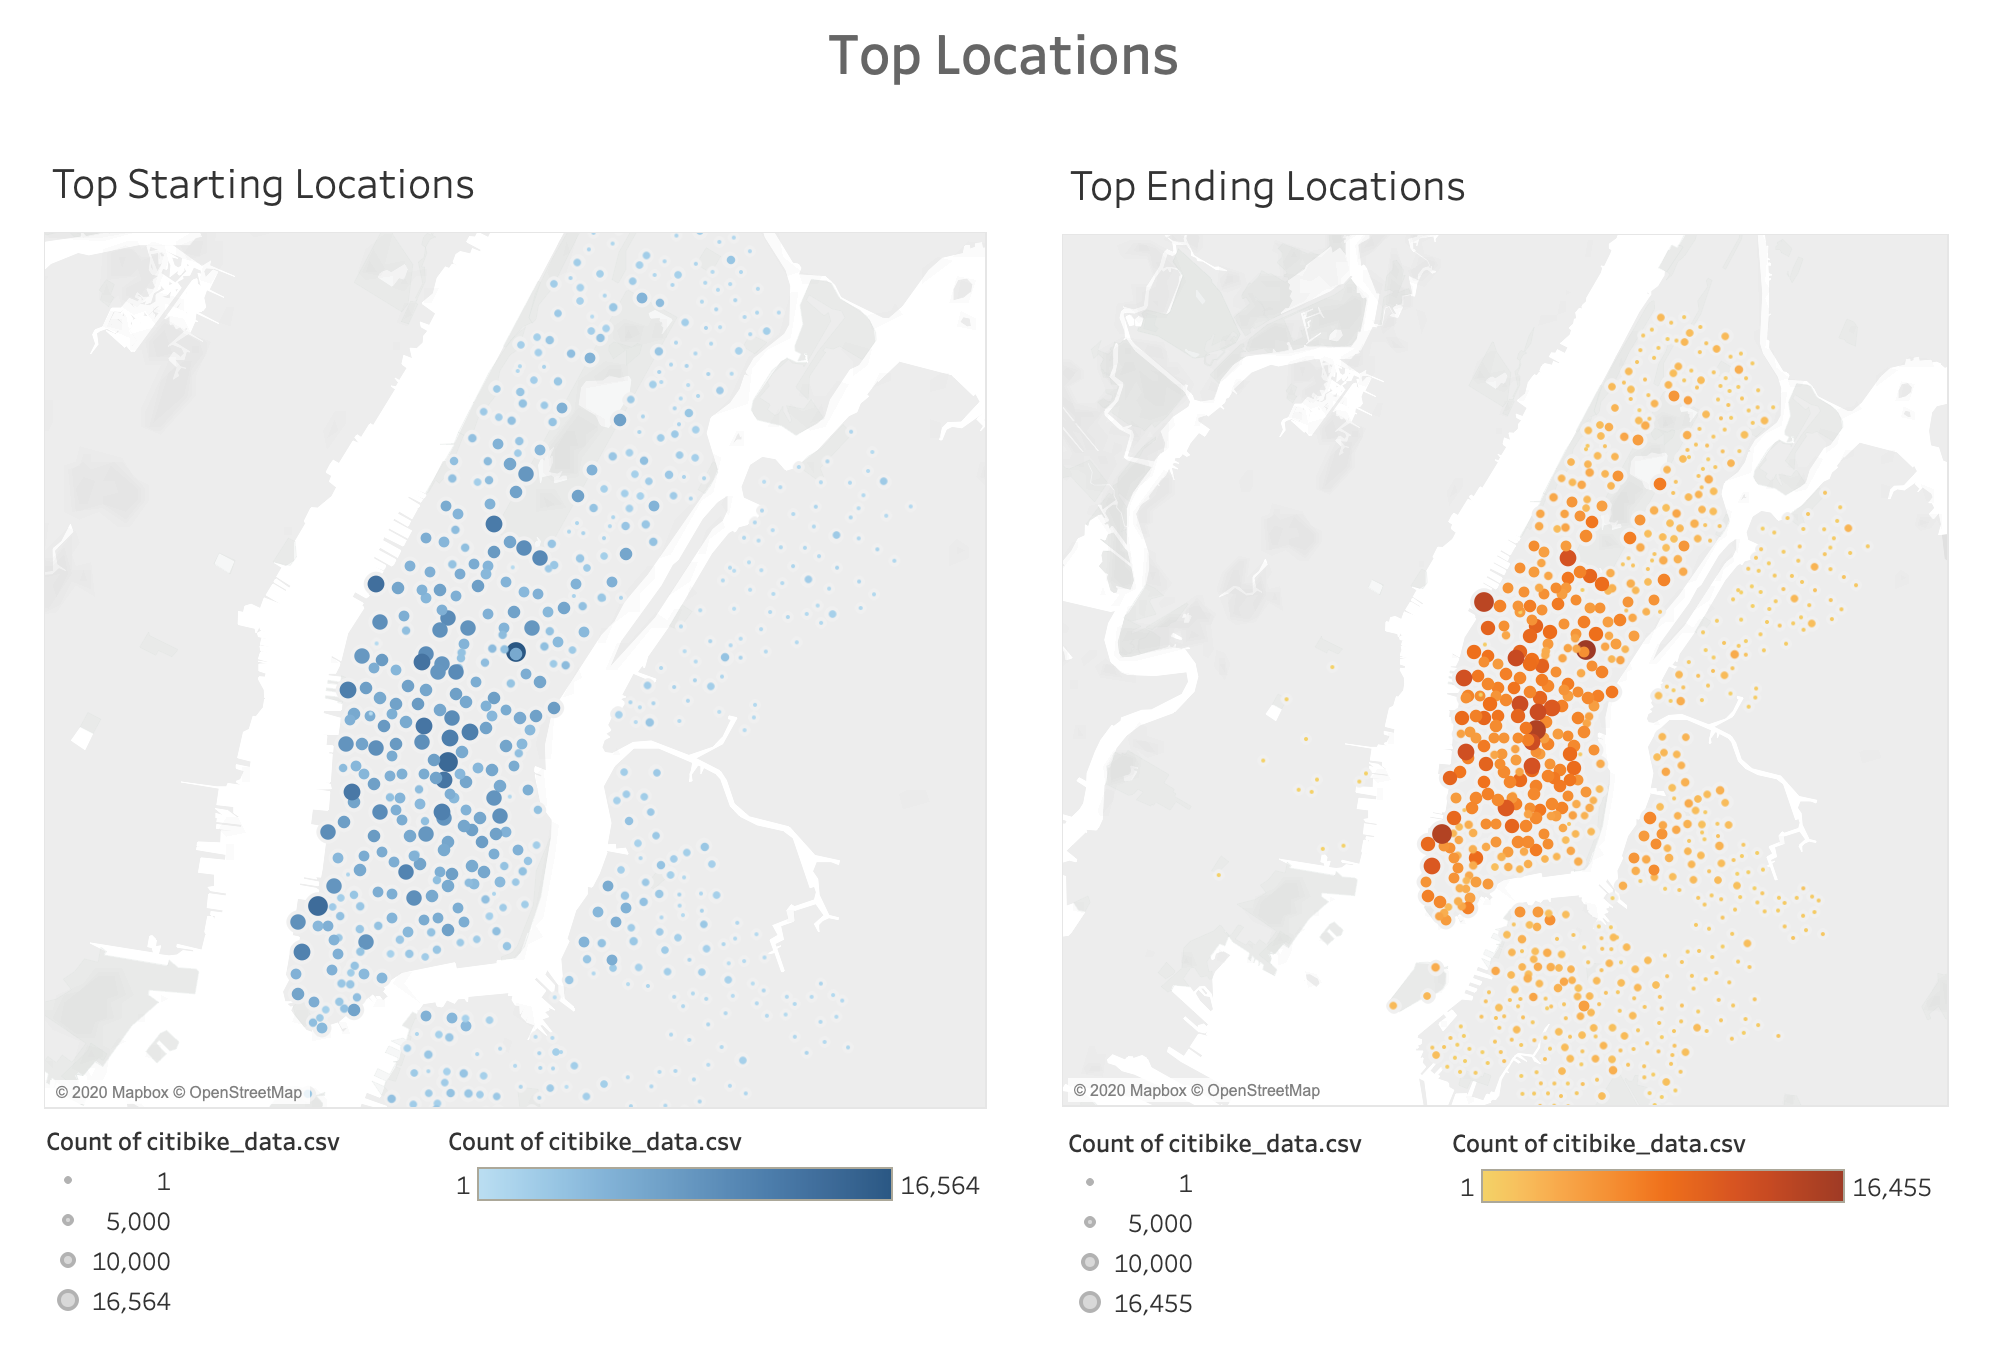 Top Locations
Top Starting Locations
Top Ending Locations
© 2020 Mapbox © OpenStreetMap
© 2020 Mapbox © OpenStreetMap
Count of citibike_data.csv
1
5,000
10,000
16,564
Count of citibike_data.csv
1 16,564
Count of citibike_data.csv
1
5,000
10,000
16,455
Count of citibike_data.csv
1 16,455